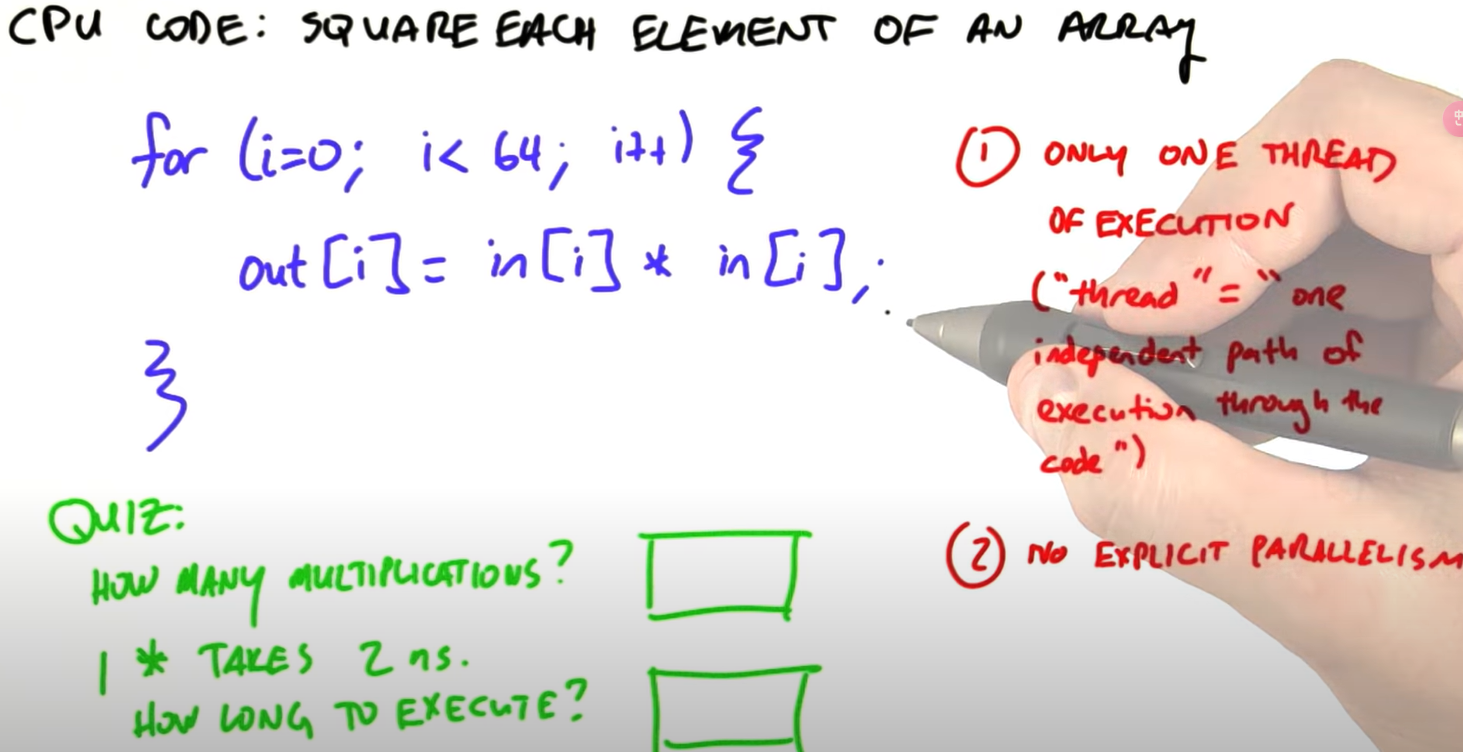 CPU CODE: SQUARE EACH ELEMENT OF AN ARRAY
for (i=0; i< 64; i++) {
out[i] = in[i] * in[i];
}
① ONLY ONE THREAD
OF EXECUTION
("thread" = "one
independent path of
execution through the
code")
② NO EXPLICIT PARALLELISM
QUIZ:
HOW MANY MULTIPLICATIONS?
1 * TAKES 2 ns.
HOW LONG TO EXECUTE?
中